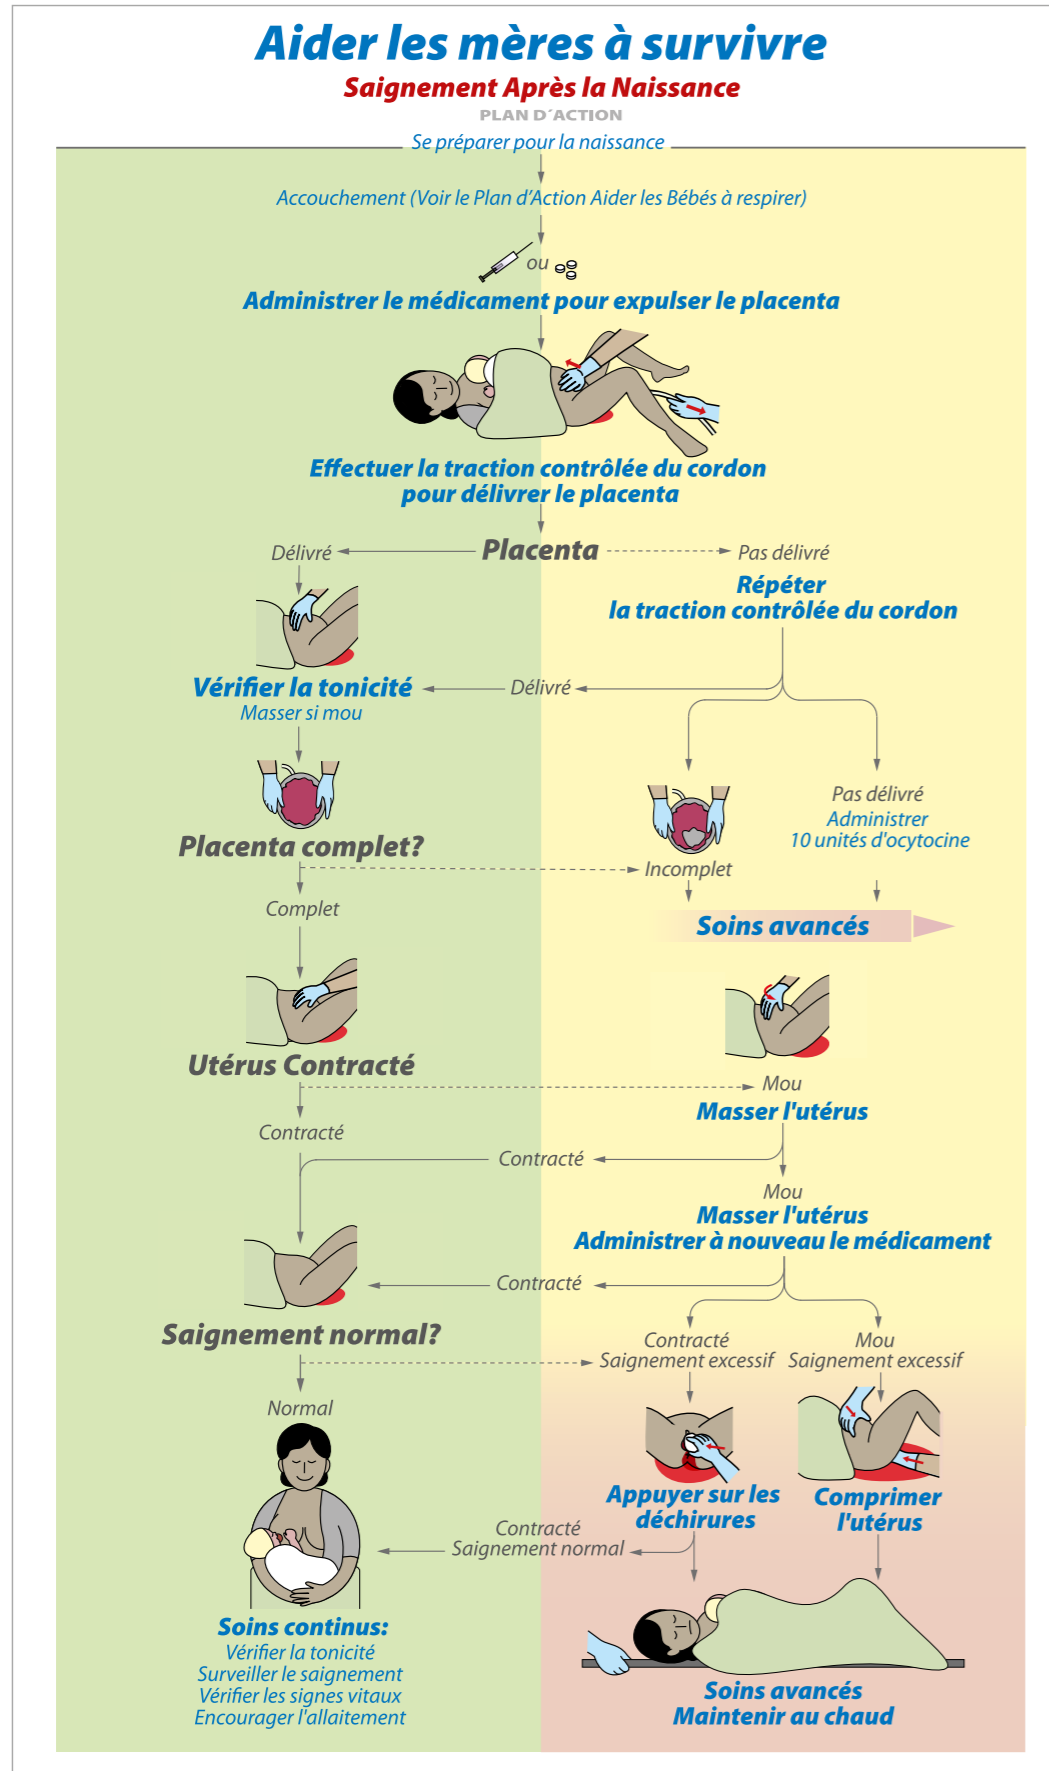 Aider les mères à survivre
Saignement Après la Naissance
PLAN D´ACTION
Se préparer pour la naissance
Accouchement (Voir le Plan d'Action Aider les Bébés à respirer)
ou
Administrer le médicament pour expulser le placenta
Effectuer la traction contrôlée du cordon
pour délivrer le placenta
Délivré
Placenta
Pas délivré
Répéter
la traction contrôlée du cordon
Vérifier la tonicité
Délivré
Masser si mou
Pas délivré
Administrer
10 unités d'ocytocine
Placenta complet?
Incomplet
Complet
Soins avancés
Utérus Contracté
Mou
Masser l'utérus
Contracté
Contracté
Mou
Masser l'utérus
Administrer à nouveau le médicament
Contracté
Saignement normal?
Contracté
Saignement excessif
Mou
Saignement excessif
Normal
Appuyer sur les
déchirures
Comprimer
l'utérus
Contracté
Saignement normal
Soins continus:
Vérifier la tonicité
Surveiller le saignement
Vérifier les signes vitaux
Encourager l'allaitement
Soins avancés
Maintenir au chaud